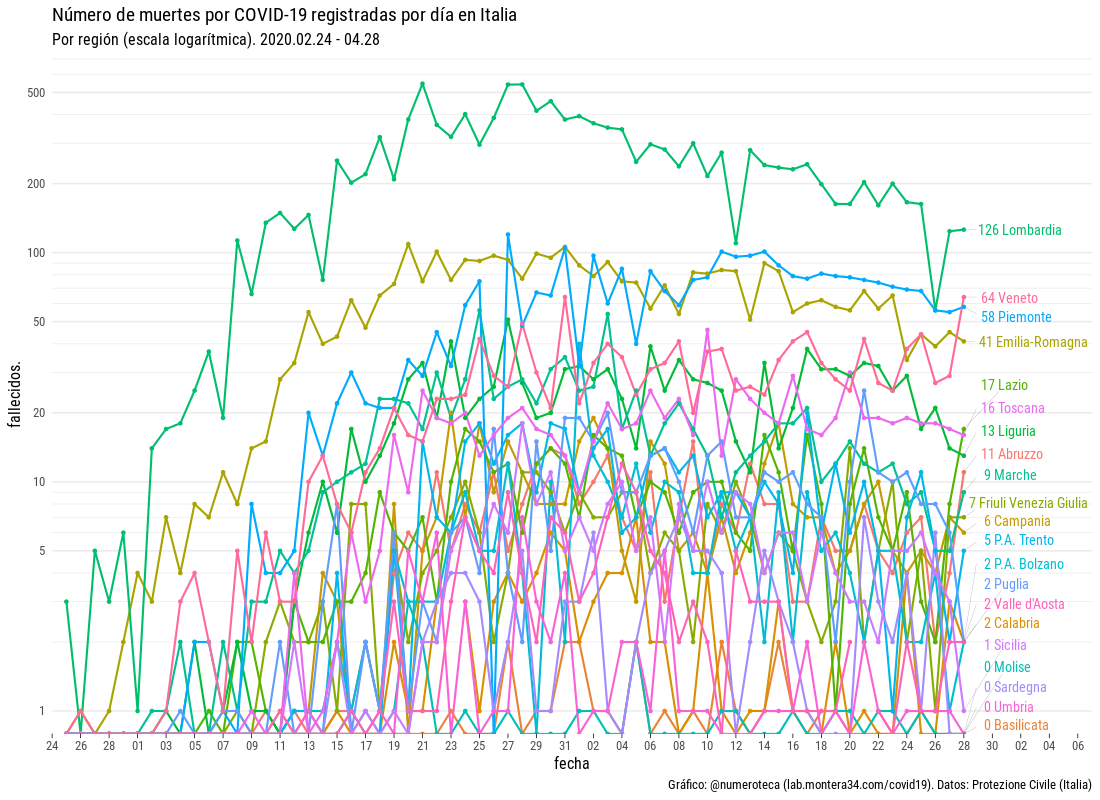 Número de muertes por COVID-19 registradas por día en Italia
Por región (escala logarítmica). 2020.02.24 - 04.28
fallecidos.
500
200
100
50
20
10
5
1
126 Lombardia
64 Veneto
58 Piemonte
41 Emilia-Romagna
17 Lazio
16 Toscana
13 Liguria
11 Abruzzo
9 Marche
7 Friuli Venezia Giulia
6 Campania
5 P.A. Trento
2 P.A. Bolzano
2 Puglia
2 Valle d'Aosta
2 Calabria
1 Sicilia
0 Molise
0 Sardegna
0 Umbria
0 Basilicata
24 26 28 01 03 05 07 09 11 13 15 17 19 21 23 25 27 29 31 02 04 06 08 10 12 14 16 18 20 22 24 26 28 30 02 04 06
fecha
Gráfico: @numeroteca (lab.montera34.com/covid19). Datos: Protezione Civile (Italia)